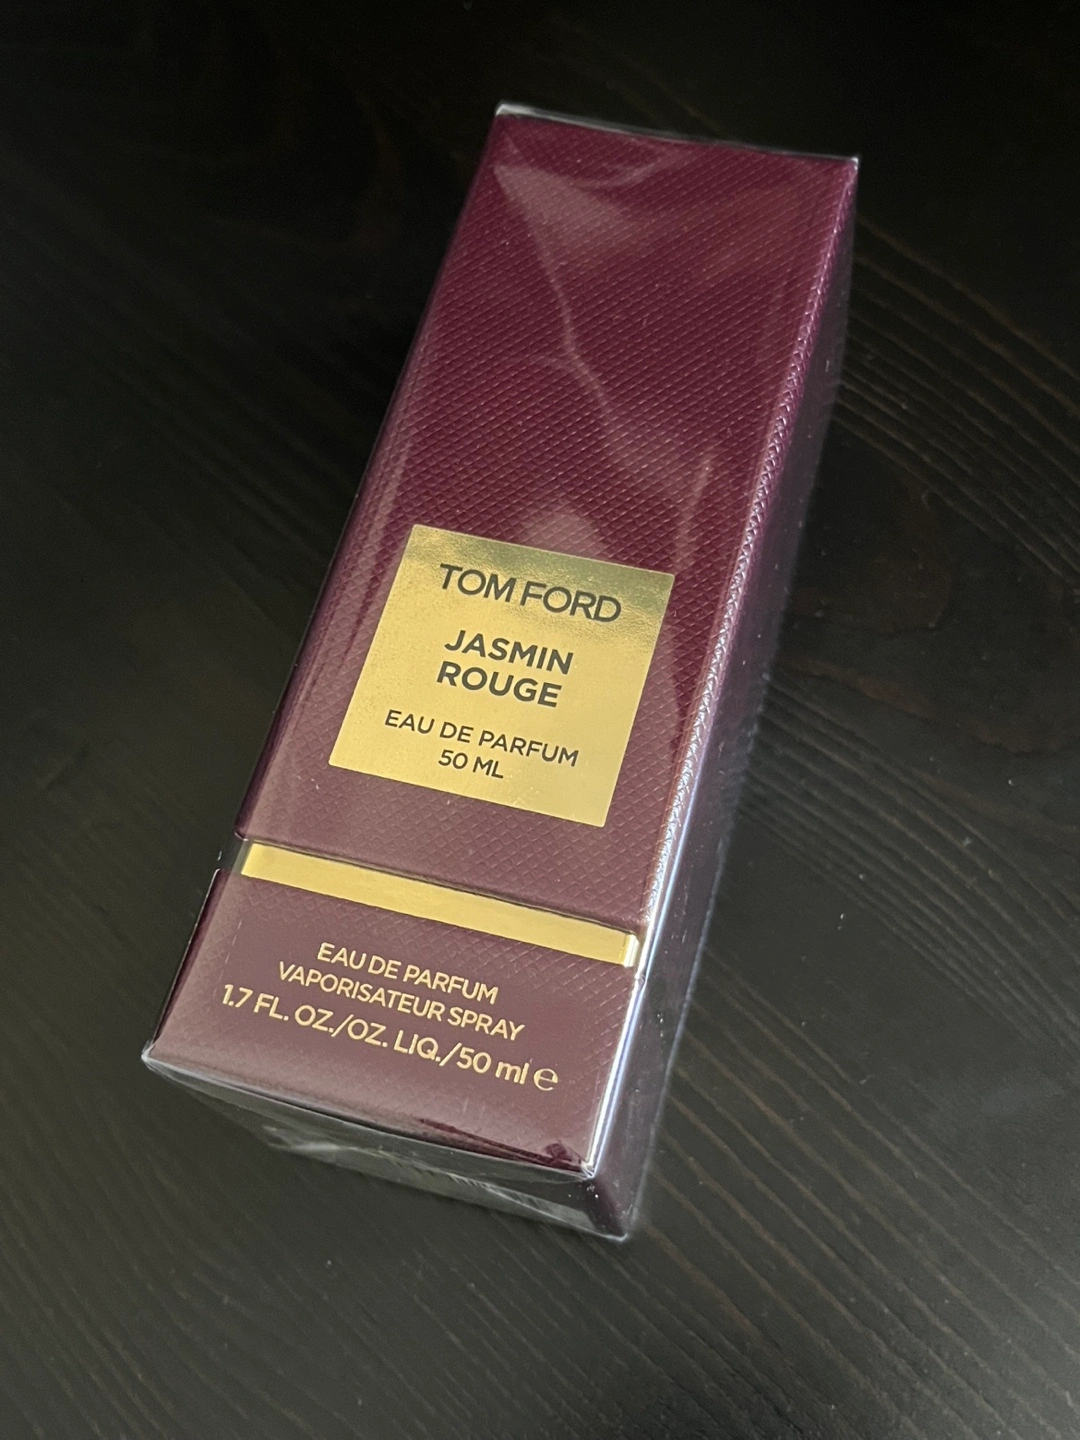 TOM FORD
JASMIN
ROUGE
EAU DE PARFUM
50 ML
EAU DE PARFUM
VAPORISATEUR SPRAY
1.7 FL. OZ./OZ. LIQ./50 ml ℮